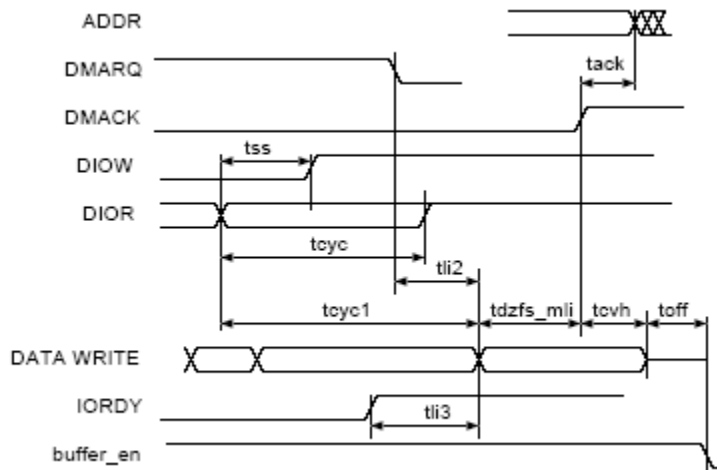 ADDR
DMARQ
tack
DMACK
tss
DIOW
DIOR
tcyc
tli2
tcyc1
tdzfs_mli
tcvh
toff
DATA WRITE
IORDY
tli3
buffer_en